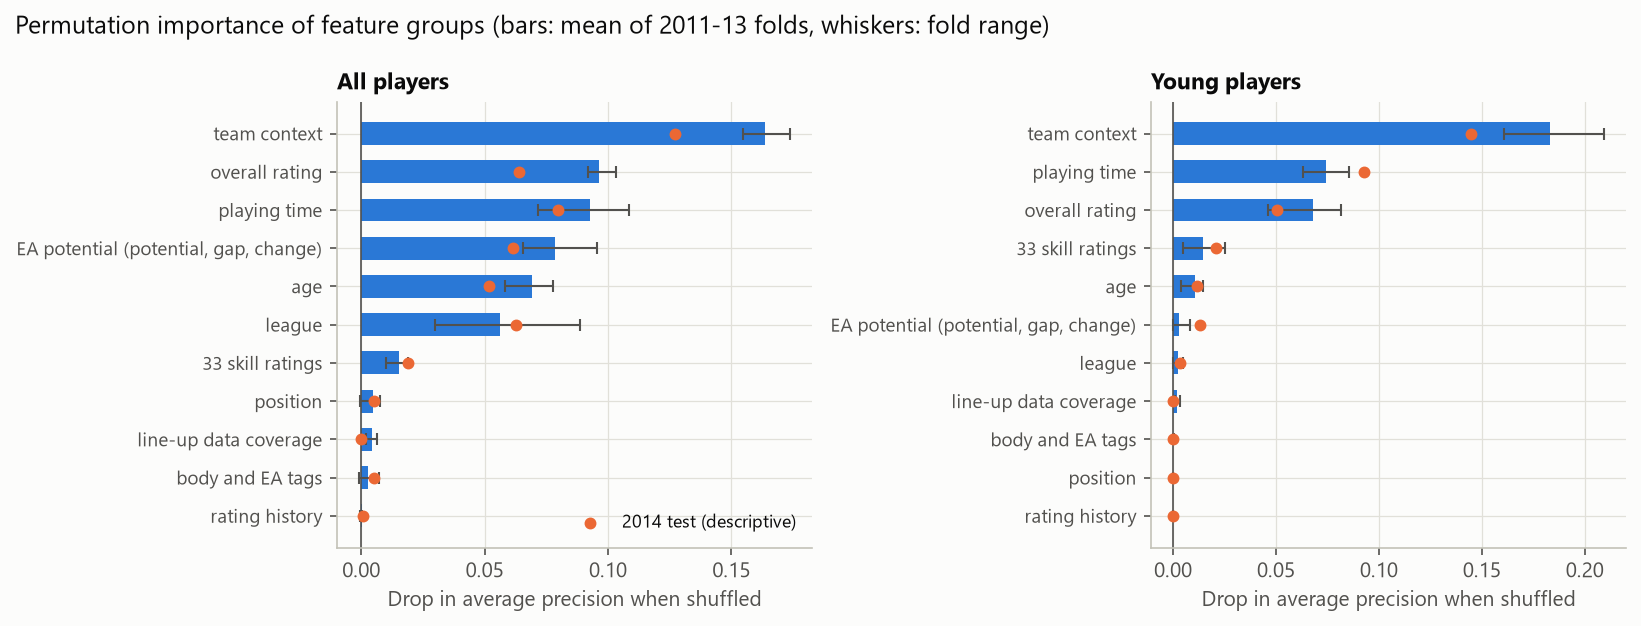 Permutation importance of feature groups (bars: mean of 2011-13 folds, whiskers: fold range)
All players
team context
overall rating
playing time
EA potential (potential, gap, change)
age
league
33 skill ratings
position
line-up data coverage
body and EA tags
rating history
2014 test (descriptive)
0.00 0.05 0.10 0.15
Drop in average precision when shuffled
Young players
team context
playing time
overall rating
33 skill ratings
age
EA potential (potential, gap, change)
league
line-up data coverage
body and EA tags
position
rating history
0.00 0.05 0.10 0.15 0.20
Drop in average precision when shuffled